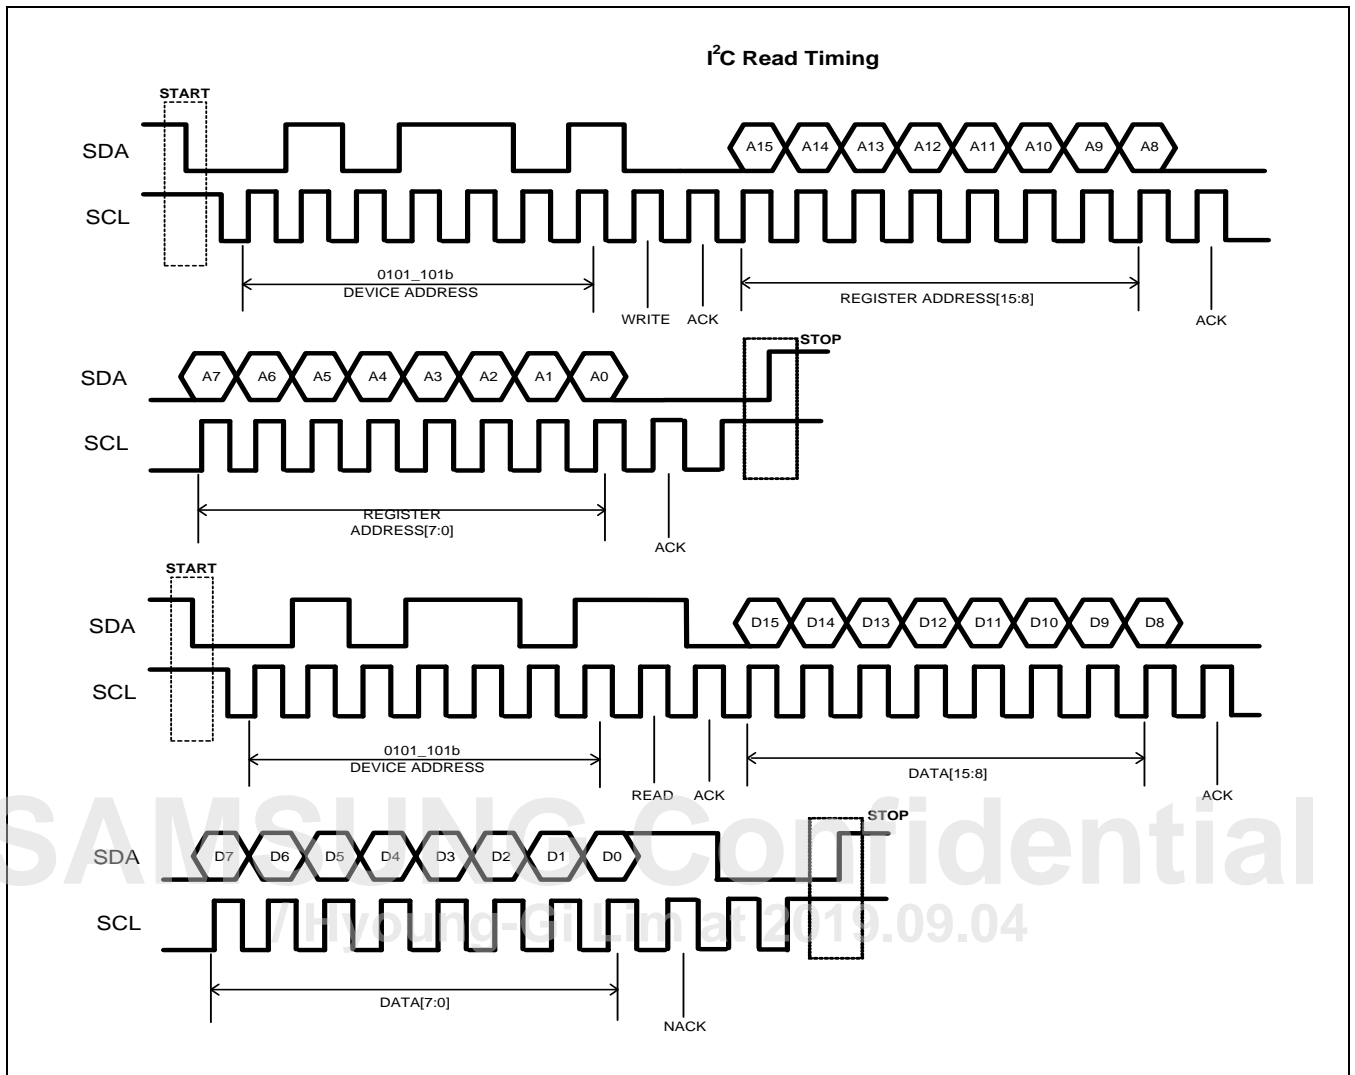 I²C Read Timing
START
SDA
A15 A14 A13 A12 A11 A10 A9 A8
SCL
0101_101b
DEVICE ADDRESS
REGISTER ADDRESS[15:8]
WRITE ACK ACK
STOP
SDA
A7 A6 A5 A4 A3 A2 A1 A0
SCL
REGISTER
ADDRESS[7:0]
ACK
START
SDA
D15 D14 D13 D12 D11 D10 D9 D8
SCL
0101_101b
DEVICE ADDRESS
DATA[15:8]
READ ACK ACK
SAMSUNG Confidential
STOP
SDA
D7 D6 D5 D4 D3 D2 D1 D0
SCL
/ Hyoung-Gi Lim at 2019.09.04
DATA[7:0]
NACK